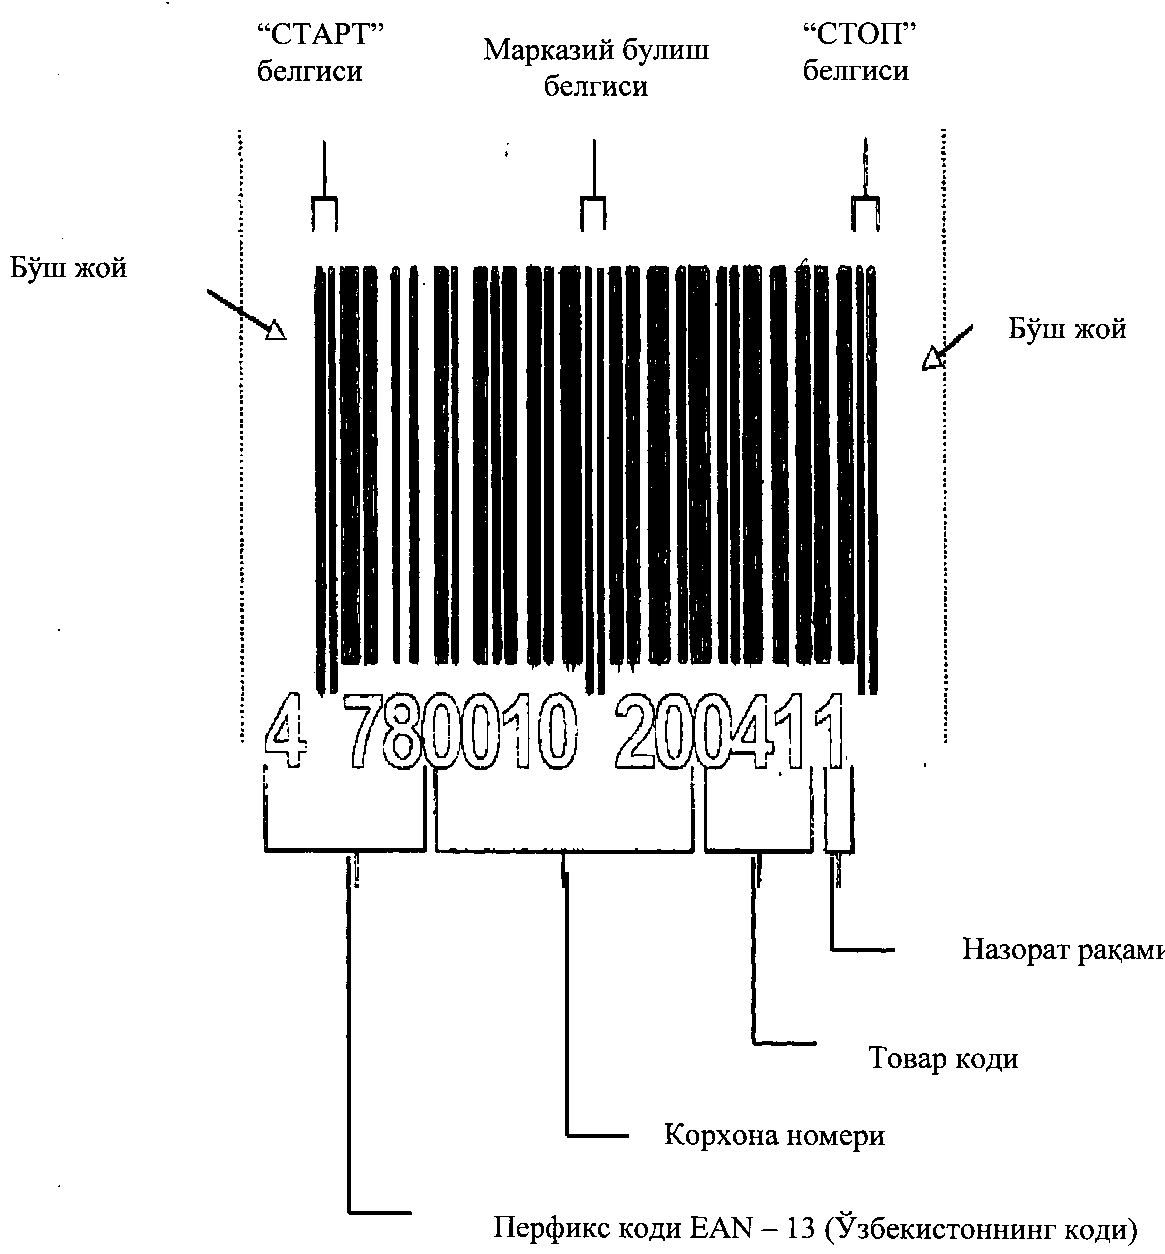 “СТАРТ”
белгиси
Марказий булиш
белгиси
“СТОП”
белгиси
Бўш жой
Бўш жой
4 780010 200411
Назорат рақами
Товар коди
Корхона номери
Перфикс коди EAN – 13 (Ўзбекистоннинг коди)